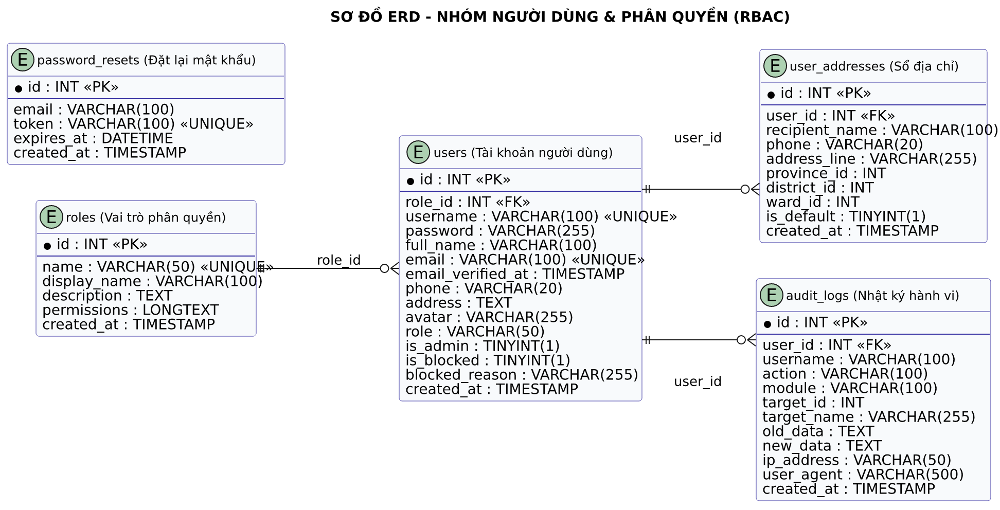 SƠ ĐỒ ERD - NHÓM NGƯỜI DÙNG & PHÂN QUYỀN (RBAC)
E password_resets (Đặt lại mật khẩu)
id : INT «PK»
email : VARCHAR(100)
token : VARCHAR(100) «UNIQUE»
expires_at : DATETIME
created_at : TIMESTAMP
E roles (Vai trò phân quyền)
id : INT «PK»
name : VARCHAR(50) «UNIQUE»
display_name : VARCHAR(100)
description : TEXT
permissions : LONGTEXT
created_at : TIMESTAMP
role_id
E users (Tài khoản người dùng)
id : INT «PK»
role_id : INT «FK»
username : VARCHAR(100) «UNIQUE»
password : VARCHAR(255)
full_name : VARCHAR(100)
email : VARCHAR(100) «UNIQUE»
email_verified_at : TIMESTAMP
phone : VARCHAR(20)
address : TEXT
avatar : VARCHAR(255)
role : VARCHAR(50)
is_admin : TINYINT(1)
is_blocked : TINYINT(1)
blocked_reason : VARCHAR(255)
created_at : TIMESTAMP
user_id
user_id
E user_addresses (Sổ địa chỉ)
id : INT «PK»
user_id : INT «FK»
recipient_name : VARCHAR(100)
phone : VARCHAR(20)
address_line : VARCHAR(255)
province_id : INT
district_id : INT
ward_id : INT
is_default : TINYINT(1)
created_at : TIMESTAMP
E audit_logs (Nhật ký hành vi)
id : INT «PK»
user_id : INT «FK»
username : VARCHAR(100)
action : VARCHAR(100)
module : VARCHAR(100)
target_id : INT
target_name : VARCHAR(255)
old_data : TEXT
new_data : TEXT
ip_address : VARCHAR(50)
user_agent : VARCHAR(500)
created_at : TIMESTAMP